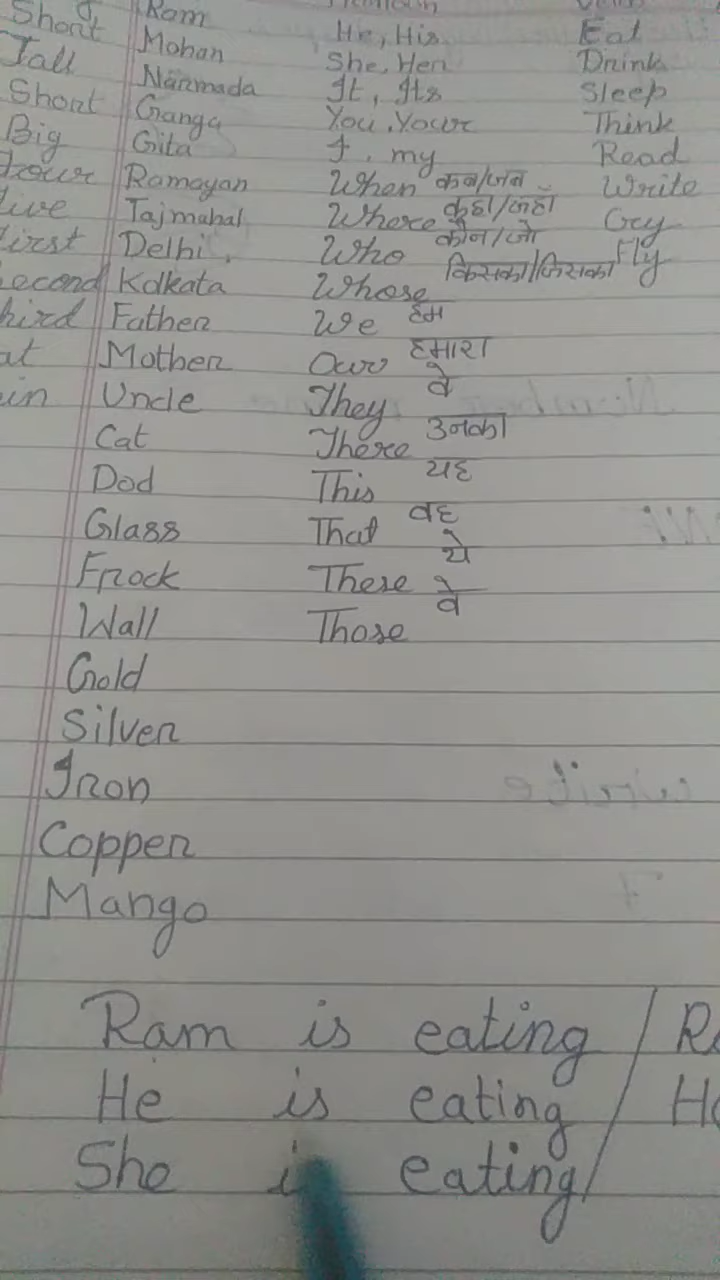 Short Ram He, His Eat
Tall Mohan She, Her Drink
Short Narmada It, Its Sleep
Big Ganga You, Your Think
Gita I, my Read
Ramayan When कब/जब Write
Tajmahal Where कहाँ/जहाँ Cry
Delhi Who कौन/जो Fly
Kolkata Whose किसका/जिसका
Father We हम
Mother Our हमारा
Uncle They वे
Cat There उनका
Dod This यह
Glass That वह
Frock These ये
Wall Those वे
Gold
Silver
Iron
Copper
Mango
Ram is eating /
He is eating /
She is eating/